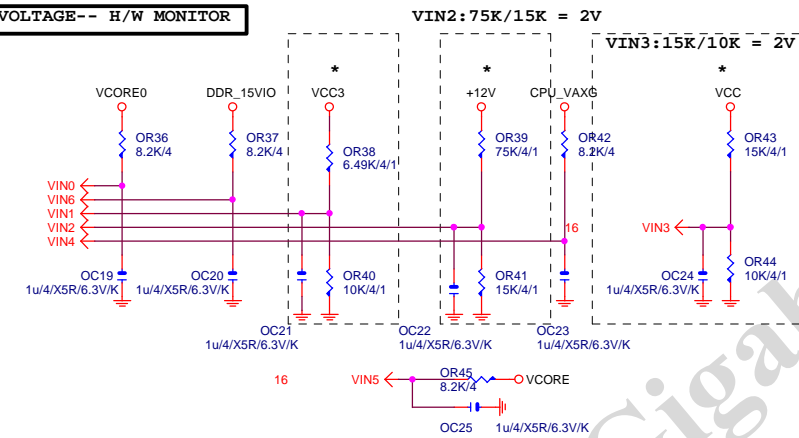 VOLTAGE-- H/W MONITOR
VIN2:75K/15K = 2V
VIN3:15K/10K = 2V
* * *
VCORE0 DDR_15VIO VCC3 +12V CPU_VAXG VCC
OR36 OR37 OR38 OR39 OR42 OR43
8.2K/4 8.2K/4 6.49K/4/1 75K/4/1 8.2K/4 15K/4/1
VIN0
VIN6
VIN1
VIN2 16 VIN3
VIN4
OC19 OC20 OR40 OR41 OC24 OR44
1u/4/X5R/6.3V/K 1u/4/X5R/6.3V/K 10K/4/1 15K/4/1 1u/4/X5R/6.3V/K 10K/4/1
OC21 OC22 OC23
1u/4/X5R/6.3V/K 1u/4/X5R/6.3V/K 1u/4/X5R/6.3V/K
16 VIN5 OR45 VCORE
8.2K/4
OC25 1u/4/X5R/6.3V/K
Gigab